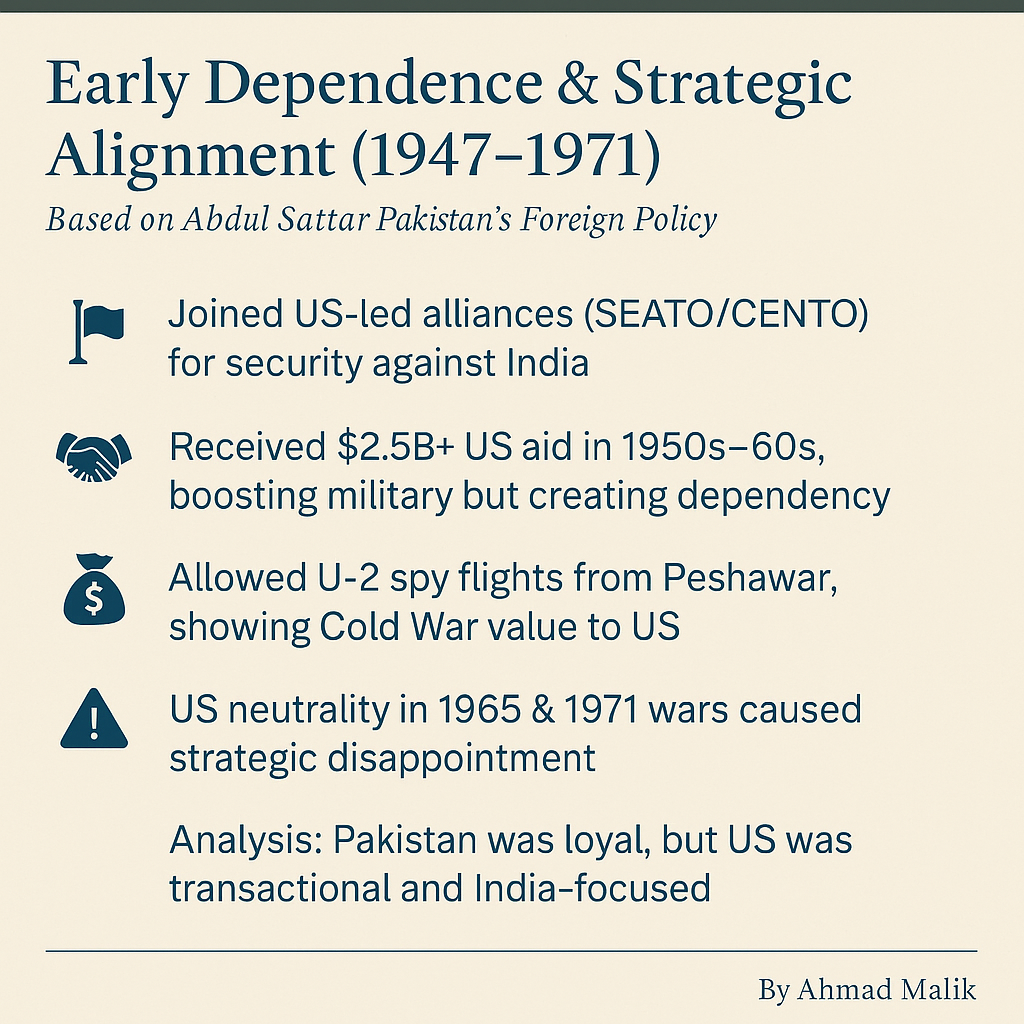 Early Dependence & Strategic
Alignment (1947–1971)
Based on Abdul Sattar Pakistan's Foreign Policy
Joined US-led alliances (SEATO/CENTO)
for security against India
Received $2.5B+ US aid in 1950s–60s,
boosting military but creating dependency
$
Allowed U-2 spy flights from Peshawar,
showing Cold War value to US
!
US neutrality in 1965 & 1971 wars caused
strategic disappointment
Analysis: Pakistan was loyal, but US was
transactional and India–focused
By Ahmad Malik